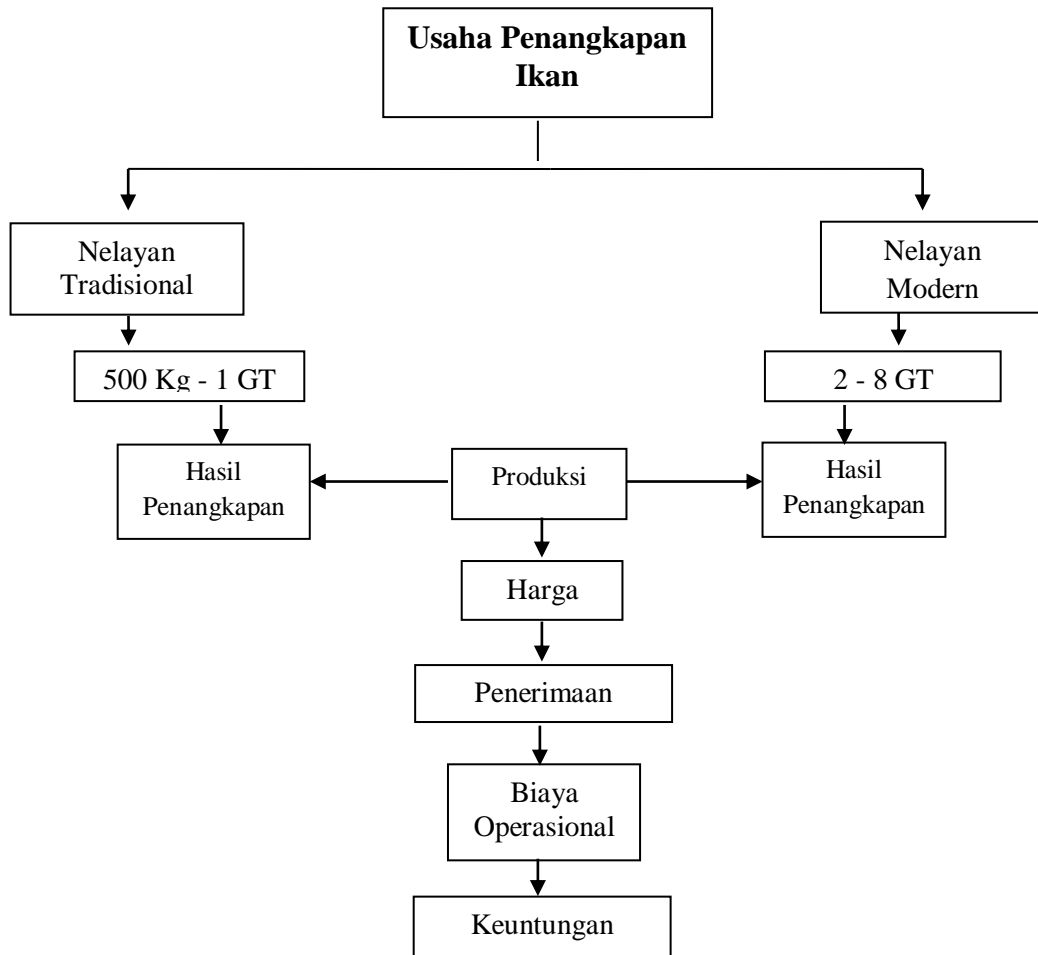 Usaha Penangkapan
Ikan
Nelayan
Tradisional
Nelayan
Modern
500 Kg - 1 GT
2 - 8 GT
Hasil
Penangkapan
Produksi
Hasil
Penangkapan
Harga
Penerimaan
Biaya
Operasional
Keuntungan